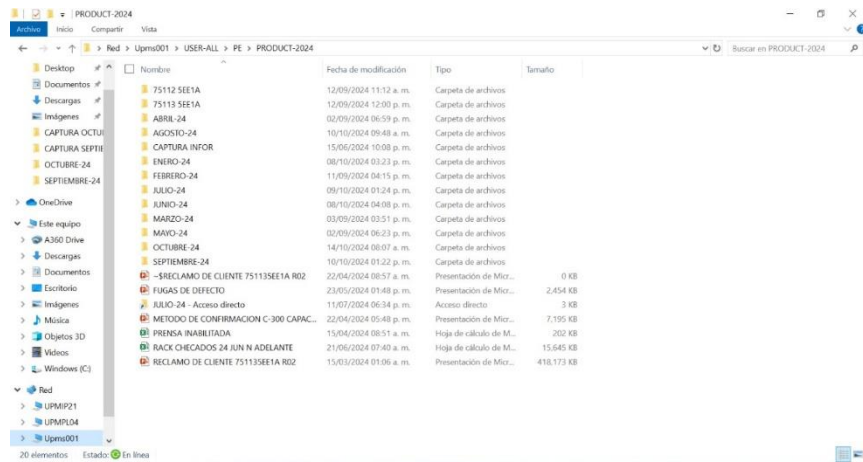 PRODUCT-2024
Archivo Inicio Compartir Vista
Red > Upms001 > USER-ALL > PE > PRODUCT-2024 Buscar en PRODUCT-2024
Nombre Fecha de modificación Tipo Tamaño
Desktop
Documentos
Descargas
Imágenes
CAPTURA OCTUI
CAPTURA SEPTIE
OCTUBRE-24
SEPTIEMBRE-24
OneDrive
Este equipo
A360 Drive
Descargas
Documentos
Escritorio
Imágenes
Música
Objetos 3D
Videos
Windows (C:)
Red
UPMIP21
UPMPL04
Upms001
75112 5EE1A 12/09/2024 11:12 a. m. Carpeta de archivos
75113 5EE1A 12/09/2024 12:00 p. m. Carpeta de archivos
ABRIL-24 02/09/2024 06:59 p. m. Carpeta de archivos
AGOSTO-24 10/10/2024 09:48 a. m. Carpeta de archivos
CAPTURA INFOR 15/06/2024 10:08 p. m. Carpeta de archivos
ENERO-24 08/10/2024 03:23 p. m. Carpeta de archivos
FEBRERO-24 11/09/2024 04:15 p. m. Carpeta de archivos
JULIO-24 09/10/2024 01:24 p. m. Carpeta de archivos
JUNIO-24 08/10/2024 04:08 p. m. Carpeta de archivos
MARZO-24 03/09/2024 03:51 p. m. Carpeta de archivos
MAYO-24 02/09/2024 06:23 p. m. Carpeta de archivos
OCTUBRE-24 14/10/2024 08:07 a. m. Carpeta de archivos
SEPTIEMBRE-24 10/10/2024 01:22 p. m. Carpeta de archivos
~$RECLAMO DE CLIENTE 751135EE1A R02 22/04/2024 08:57 a. m. Presentación de Micr... 0 KB
FUGAS DE DEFECTO 23/05/2024 01:48 p. m. Presentación de Micr... 2,454 KB
JULIO-24 - Acceso directo 11/07/2024 06:34 p. m. Acceso directo 3 KB
METODO DE CONFIRMACION C-300 CAPAC... 22/04/2024 05:48 p. m. Presentación de Micr... 7,195 KB
PRENSA INABILITADA 15/04/2024 08:51 a. m. Hoja de cálculo de M... 202 KB
RACK CHECADOS 24 JUN N ADELANTE 21/06/2024 07:40 a. m. Hoja de cálculo de M... 15,645 KB
RECLAMO DE CLIENTE 751135EE1A R02 15/03/2024 01:06 a. m. Presentación de Micr... 418,173 KB
20 elementos Estado: En línea